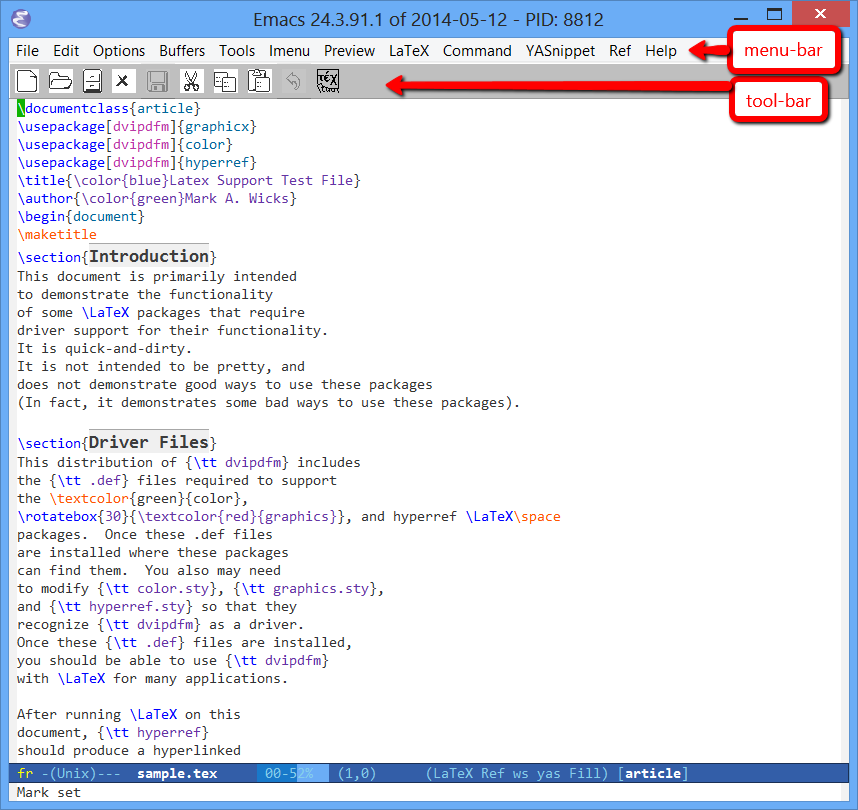 Emacs 24.3.91.1 of 2014-05-12 - PID: 8812
File Edit Options Buffers Tools Imenu Preview LaTeX Command YASnippet Ref Help
menu-bar
tool-bar
\documentclass{article}
\usepackage[dvipdfm]{graphicx}
\usepackage[dvipdfm]{color}
\usepackage[dvipdfm]{hyperref}
\title{\color{blue}Latex Support Test File}
\author{\color{green}Mark A. Wicks}
\begin{document}
\maketitle
\section{Introduction}
This document is primarily intended
to demonstrate the functionality
of some \LaTeX packages that require
driver support for their functionality.
It is quick-and-dirty.
It is not intended to be pretty, and
does not demonstrate good ways to use these packages
(In fact, it demonstrates some bad ways to use these packages).
\section{Driver Files}
This distribution of {\tt dvipdfm} includes
the {\tt .def} files required to support
the \textcolor{green}{color},
\rotatebox{30}{\textcolor{red}{graphics}}, and hyperref \LaTeX\space
packages.  Once these .def files
are installed where these packages
can find them.  You also may need
to modify {\tt color.sty}, {\tt graphics.sty},
and {\tt hyperref.sty} so that they
recognize {\tt dvipdfm} as a driver.
Once these {\tt .def} files are installed,
you should be able to use {\tt dvipdfm}
with \LaTeX for many applications.
After running \LaTeX on this
document, {\tt hyperref}
should produce a hyperlinked
fr -(Unix)---  sample.tex  00-52%  (1,0)  (LaTeX Ref ws yas Fill) [article]
Mark set